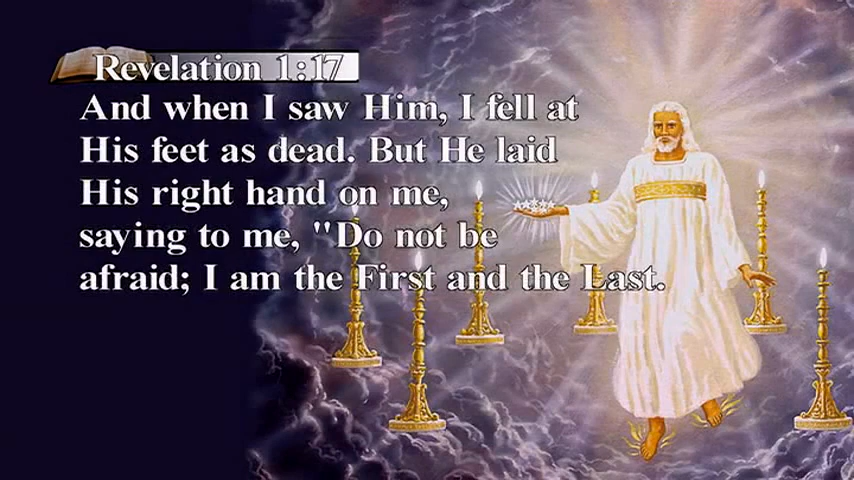 Revelation 1:17
And when I saw Him, I fell at
His feet as dead. But He laid
His right hand on me,
saying to me, "Do not be
afraid; I am the First and the Last.